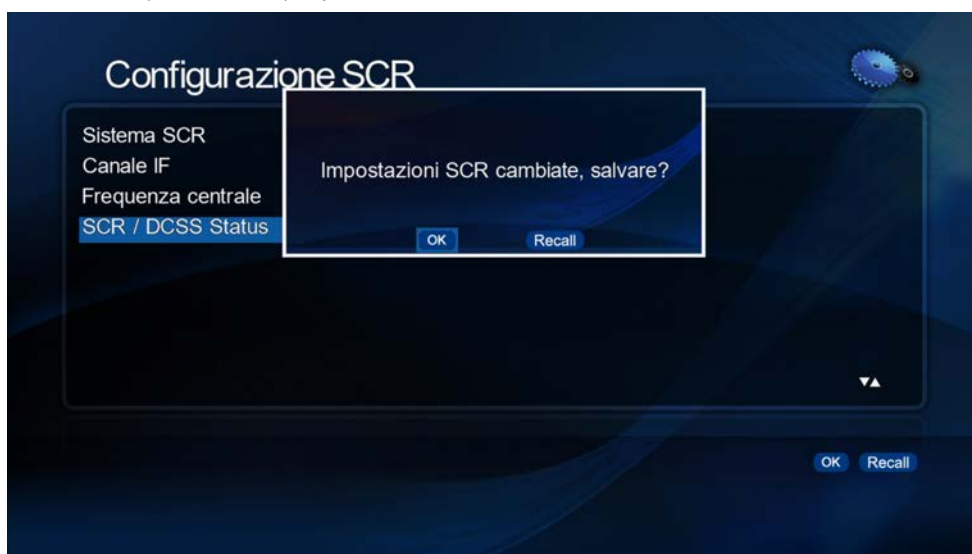 Configurazione SCR
Sistema SCR
Canale IF
Frequenza centrale
SCR / DCSS Status
Impostazioni SCR cambiate, salvare?
OK Recall
OK Recall